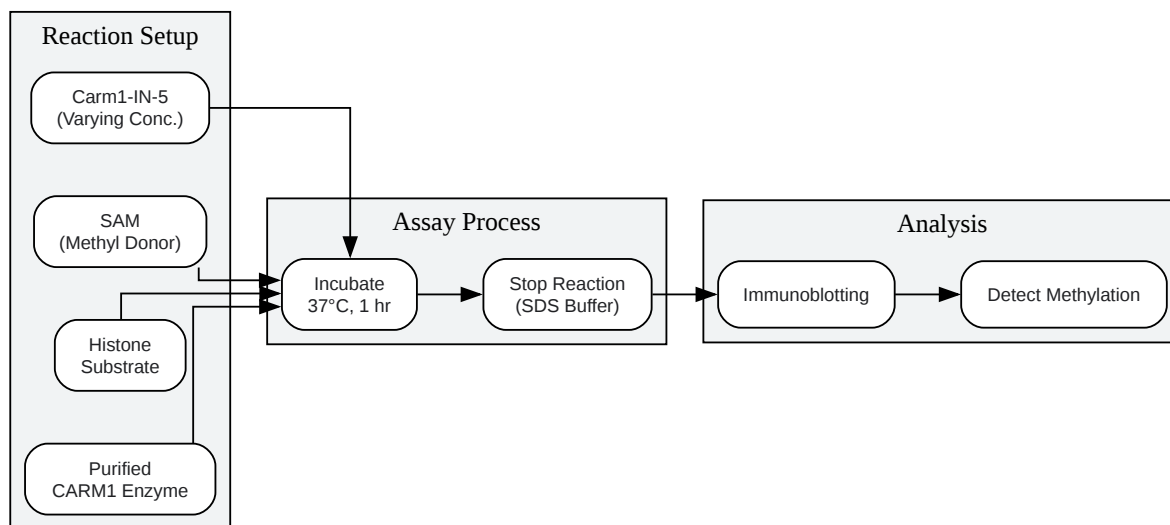 Reaction Setup
Carm1-IN-5
(Varying Conc.)
SAM
(Methyl Donor)
Histone
Substrate
Purified
CARM1 Enzyme
Assay Process
Incubate
37°C, 1 hr
Stop Reaction
(SDS Buffer)
Analysis
Immunoblotting
Detect Methylation